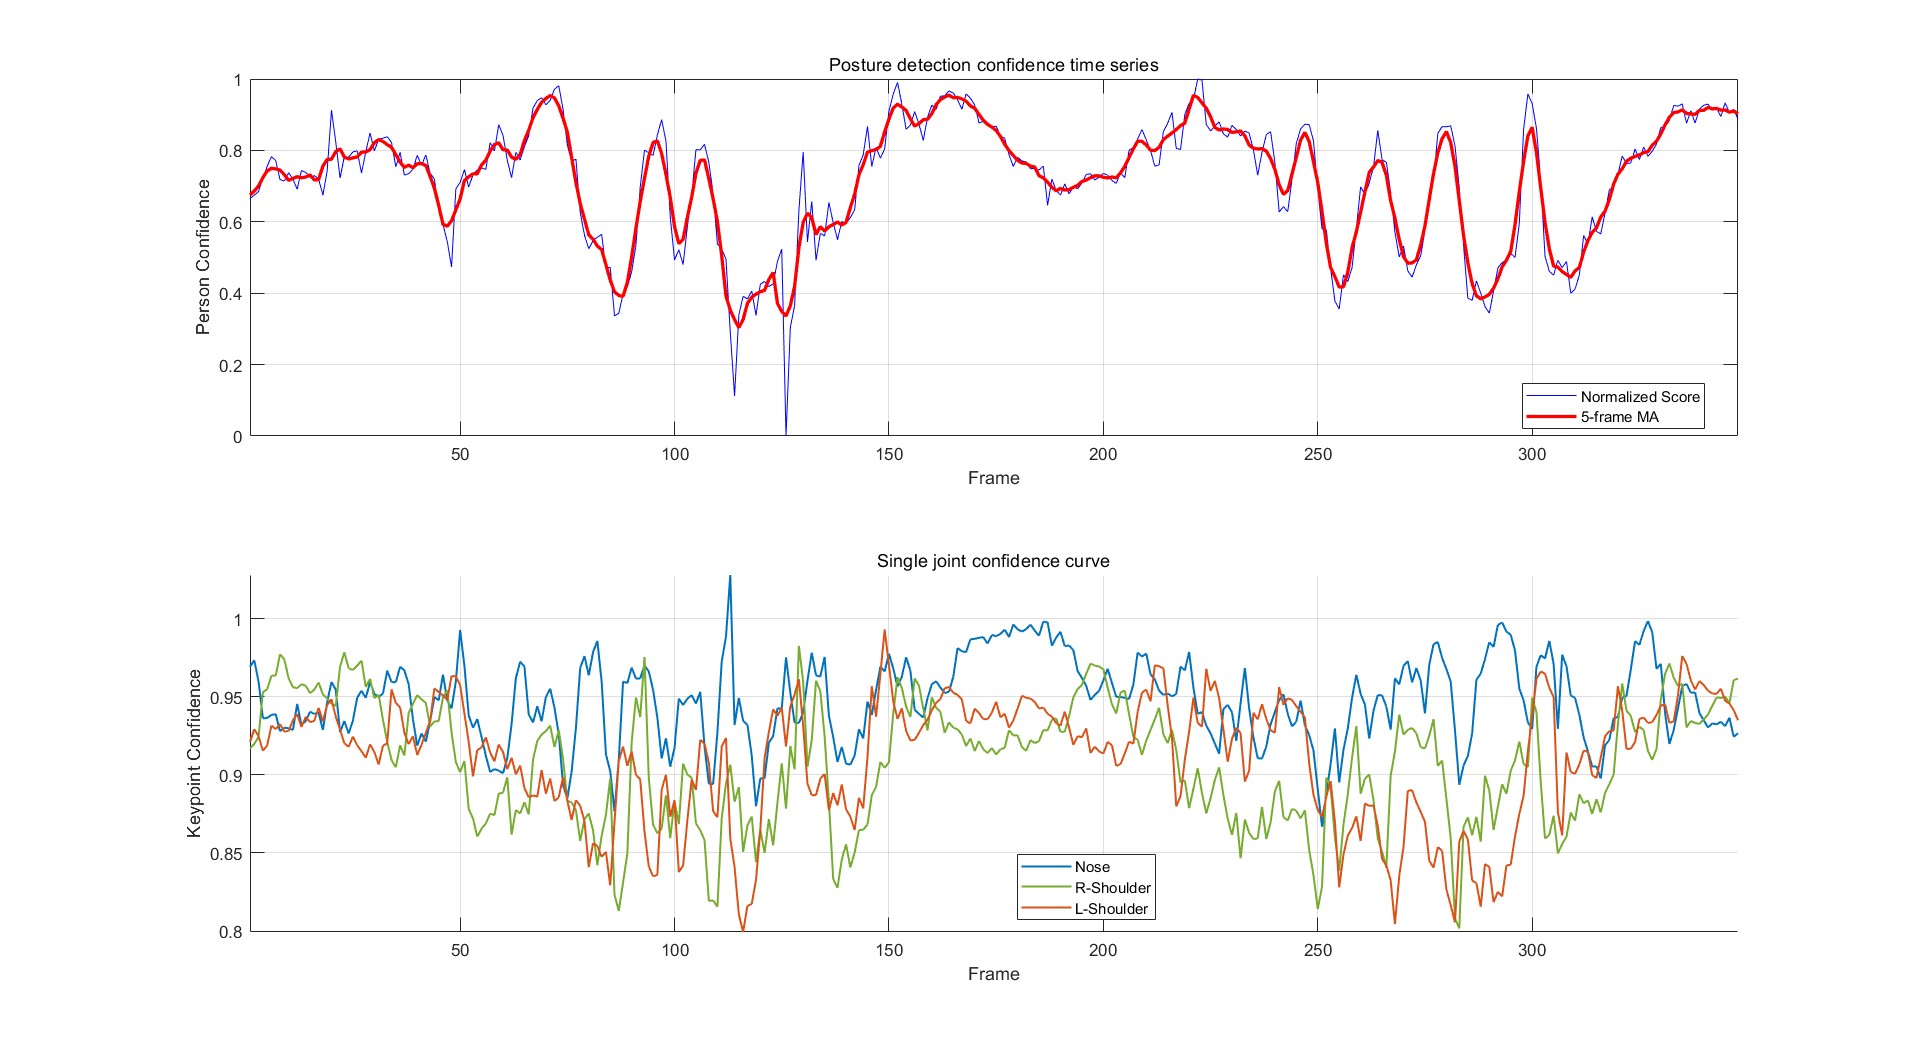 Posture detection confidence time series
Person Confidence
1
0.8
0.6
0.4
0.2
0
Normalized Score
5-frame MA
50 100 150 200 250 300
Frame
Single joint confidence curve
Keypoint Confidence
1
0.95
0.9
0.85
0.8
Nose
R-Shoulder
L-Shoulder
50 100 150 200 250 300
Frame